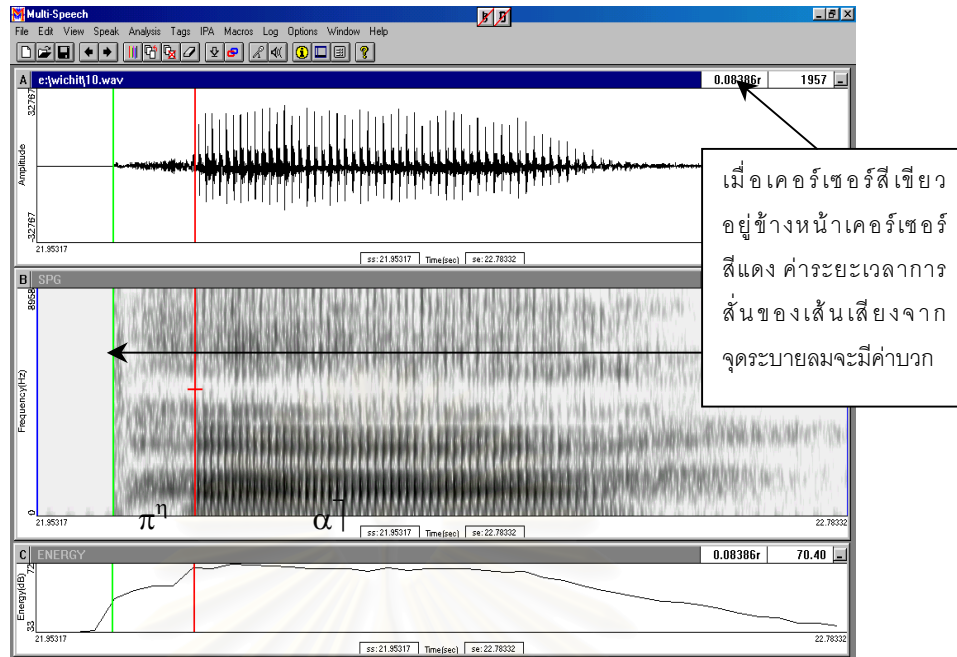 Multi-Speech
File Edit View Speak Analysis Tags IPA Macros Log Options Window Help
A e:\wichit\10.wav 0.08386r 1957
32767
Amplitude
-32767
21.95317
ss:21.95317 Time(sec) se:22.78332
เมื่อเคอร์เซอร์สีเขียว
อยู่ข้างหน้าเคอร์เซอร์
สีแดง ค่าระยะเวลาการ
สั่นของเส้นเสียงจาก
จุดระบายลมจะมีค่าบวก
B SPG
8958
Frequency(Hz)
0
π^η α˥
21.95317 22.78332
ss:21.95317 Time(sec) se:22.78332
C ENERGY 0.08386r 70.40
72
Energy(dB)
33
21.95317 22.78332
ss:21.95317 Time(sec) se:22.78332